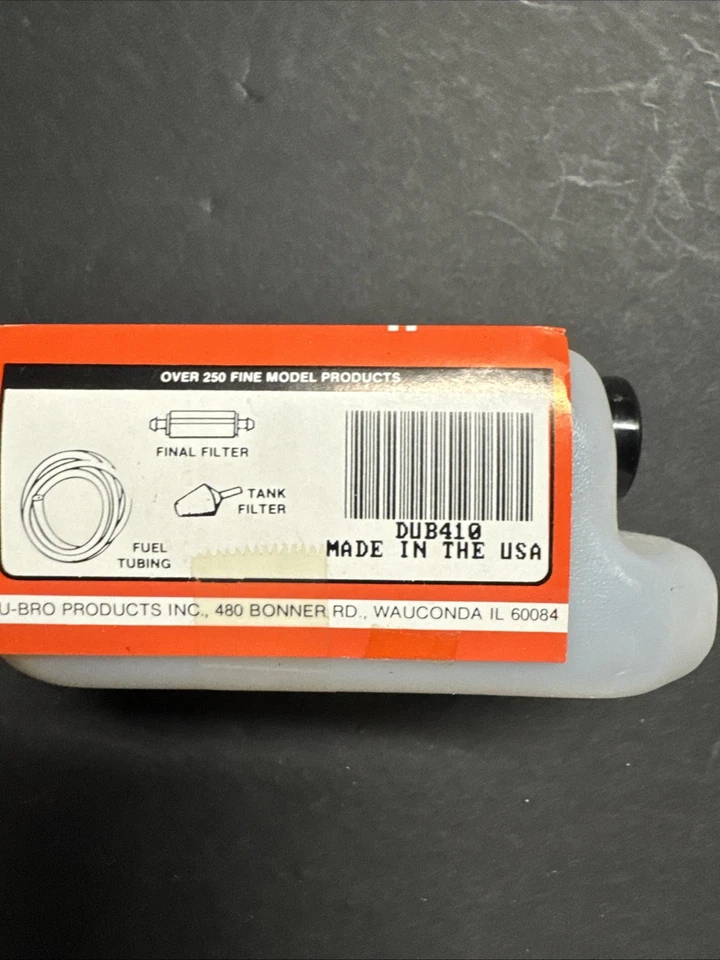 OVER 250 FINE MODEL PRODUCTS
FINAL FILTER
TANK
FILTER
FUEL
TUBING
DUB410
MADE IN THE USA
U-BRO PRODUCTS INC., 480 BONNER RD., WAUCONDA IL 60084